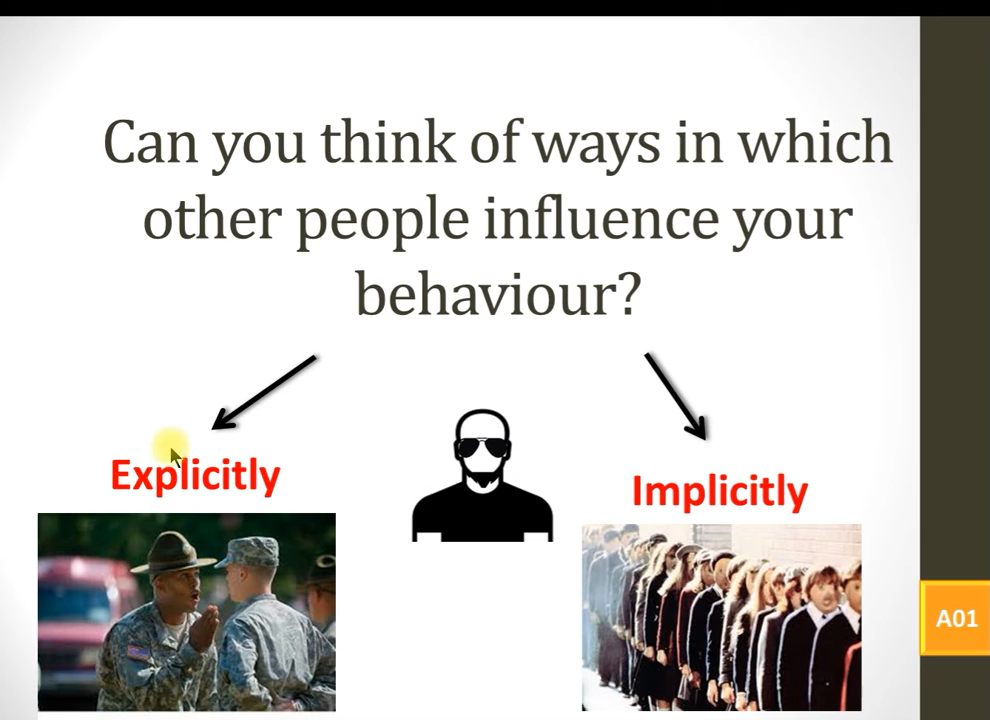 Can you think of ways in which
other people influence your
behaviour?
Explicitly
Implicitly
A01